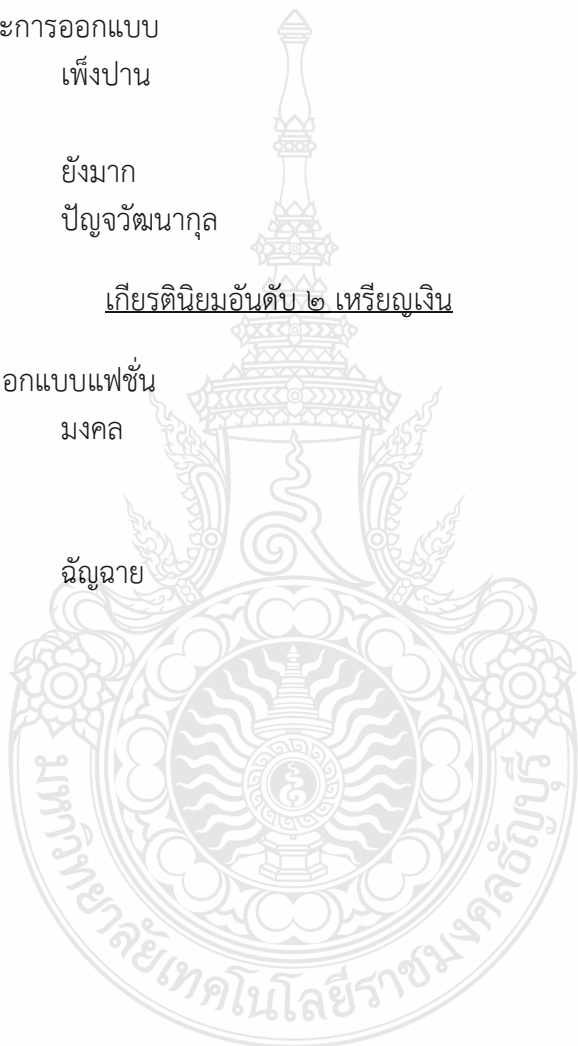 ะการออกแบบ
เพ็งปาน
ยังมาก
ปัญจวัฒนากุล
เกียรตินิยมอันดับ ๒ เหรียญเงิน
อกแบบแฟชั่น
มงคล
ฉัญฉาย
มหาวิทยาลัยเทคโนโลยีราชมงคลธัญบุรี